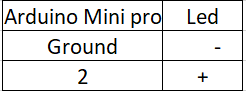 Arduino Mini pro Led
Ground -
2 +